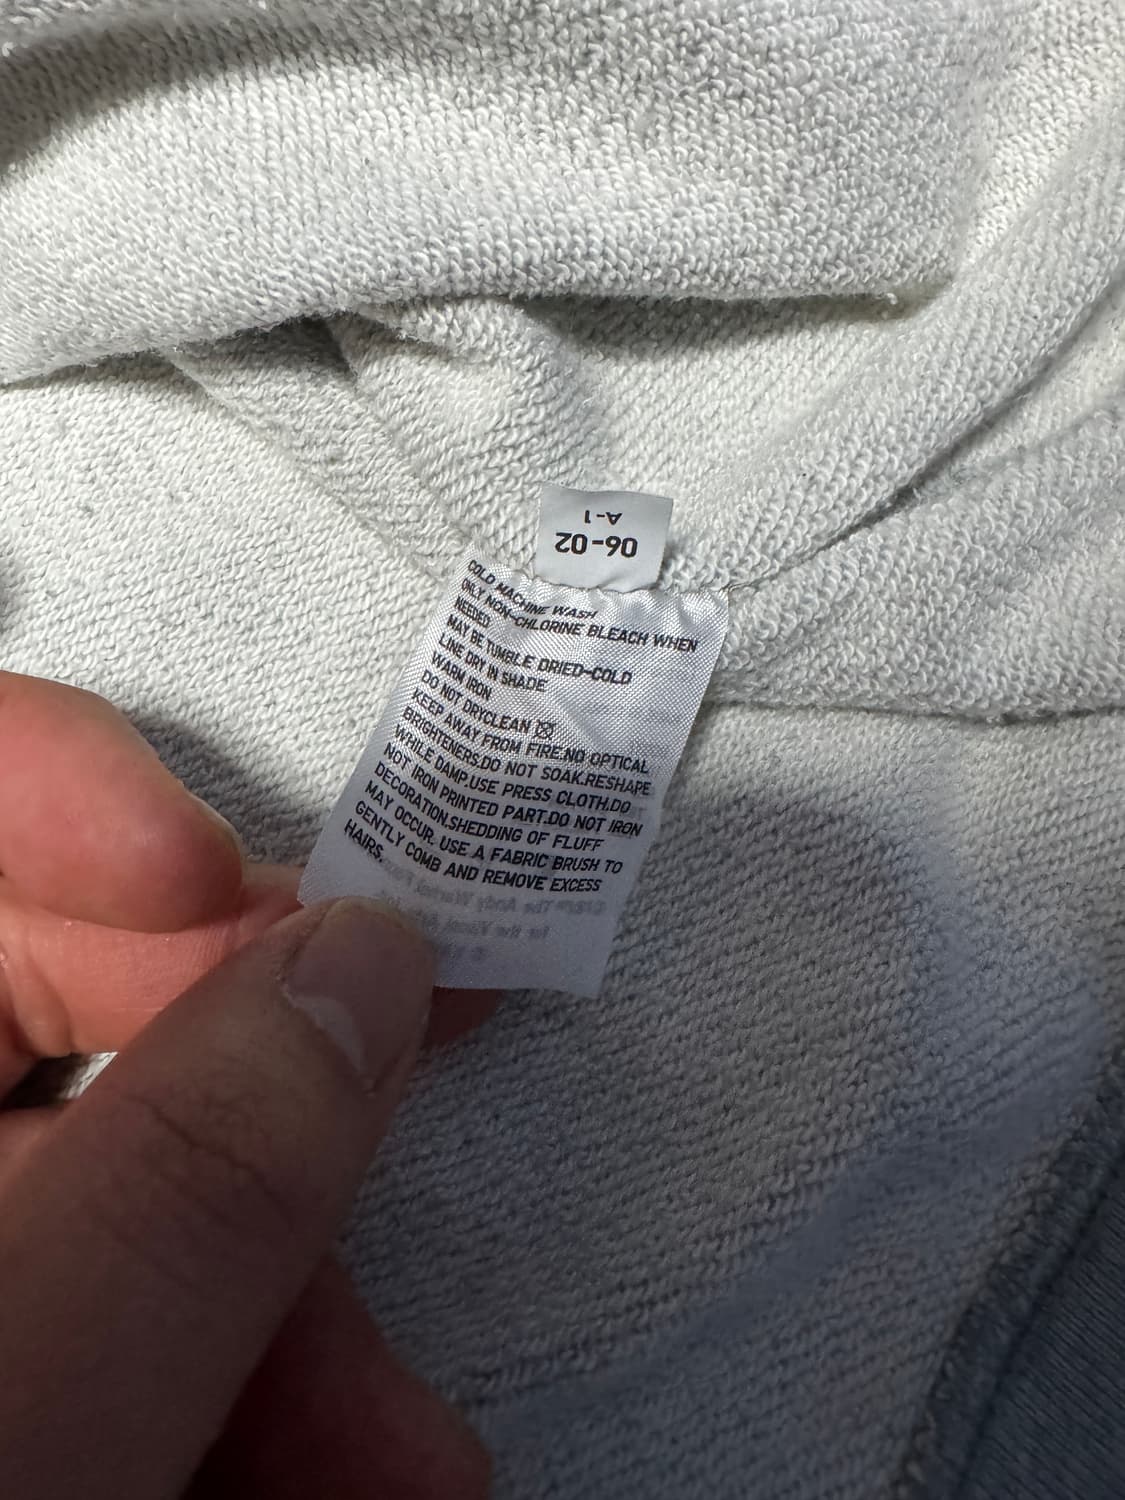 06-02
A-1
COLD MACHINE WASH
ONLY NON-CHLORINE BLEACH WHEN
NEEDED
MAY BE TUMBLE DRIED-COLD
LINE DRY IN SHADE
WARM IRON
DO NOT DRYCLEAN
KEEP AWAY FROM FIRE.NO OPTICAL
BRIGHTENERS.DO NOT SOAK.RESHAPE
WHILE DAMP.USE PRESS CLOTH.DO
NOT IRON PRINTED PART.DO NOT IRON
DECORATION.SHEDDING OF FLUFF
MAY OCCUR. USE A FABRIC BRUSH TO
GENTLY COMB AND REMOVE EXCESS
HAIRS.